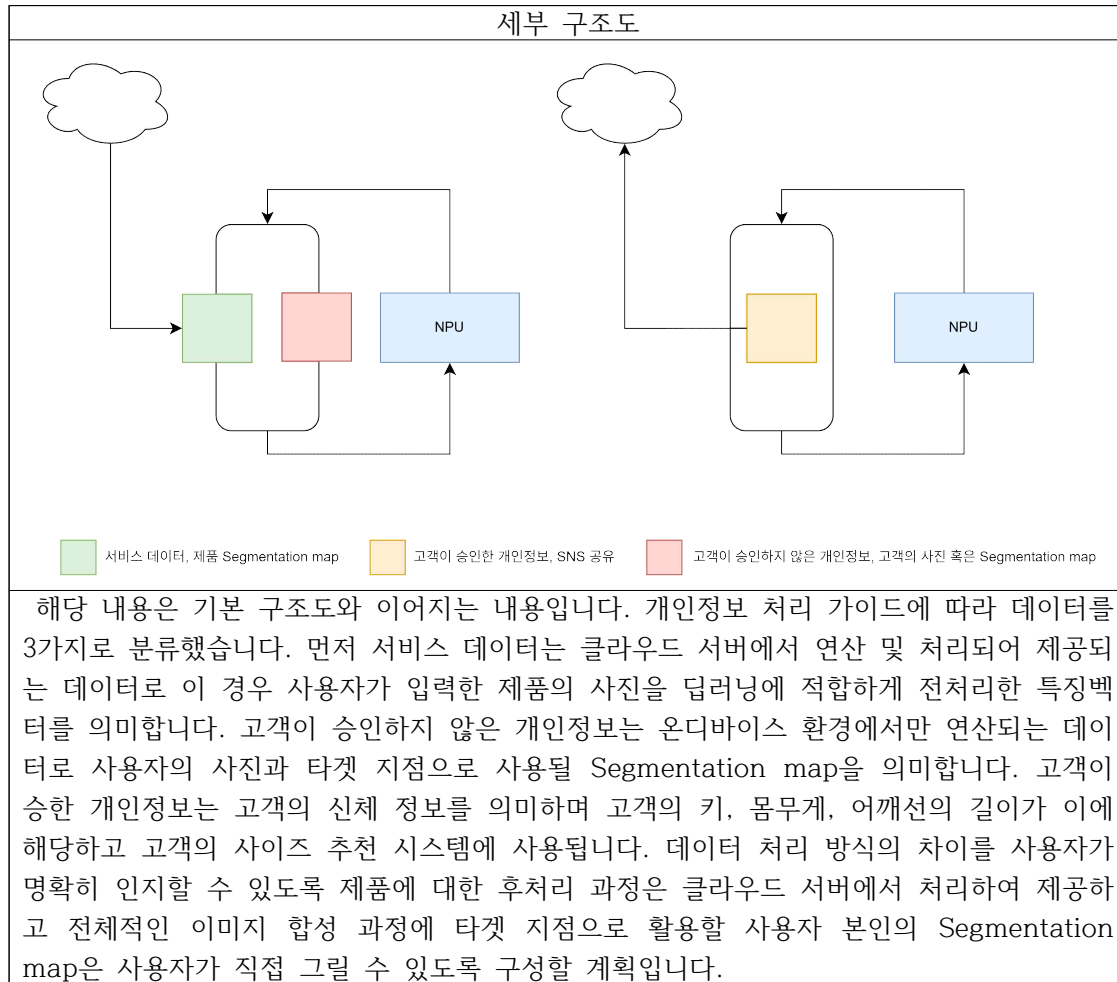 세부 구조도
NPU
NPU
서비스 데이터, 제품 Segmentation map
고객이 승인한 개인정보, SNS 공유
고객이 승인하지 않은 개인정보, 고객의 사진 혹은 Segmentation map
해당 내용은 기본 구조도와 이어지는 내용입니다. 개인정보 처리 가이드에 따라 데이터를
3가지로 분류했습니다. 먼저 서비스 데이터는 클라우드 서버에서 연산 및 처리되어 제공되
는 데이터로 이 경우 사용자가 입력한 제품의 사진을 딥러닝에 적합하게 전처리한 특징벡
터를 의미합니다. 고객이 승인하지 않은 개인정보는 온디바이스 환경에서만 연산되는 데이
터로 사용자의 사진과 타겟 지점으로 사용될 Segmentation map을 의미합니다. 고객이
승한 개인정보는 고객의 신체 정보를 의미하며 고객의 키, 몸무게, 어깨선의 길이가 이에
해당하고 고객의 사이즈 추천 시스템에 사용됩니다. 데이터 처리 방식의 차이를 사용자가
명확히 인지할 수 있도록 제품에 대한 후처리 과정은 클라우드 서버에서 처리하여 제공하
고 전체적인 이미지 합성 과정에 타겟 지점으로 활용할 사용자 본인의 Segmentation
map은 사용자가 직접 그릴 수 있도록 구성할 계획입니다.